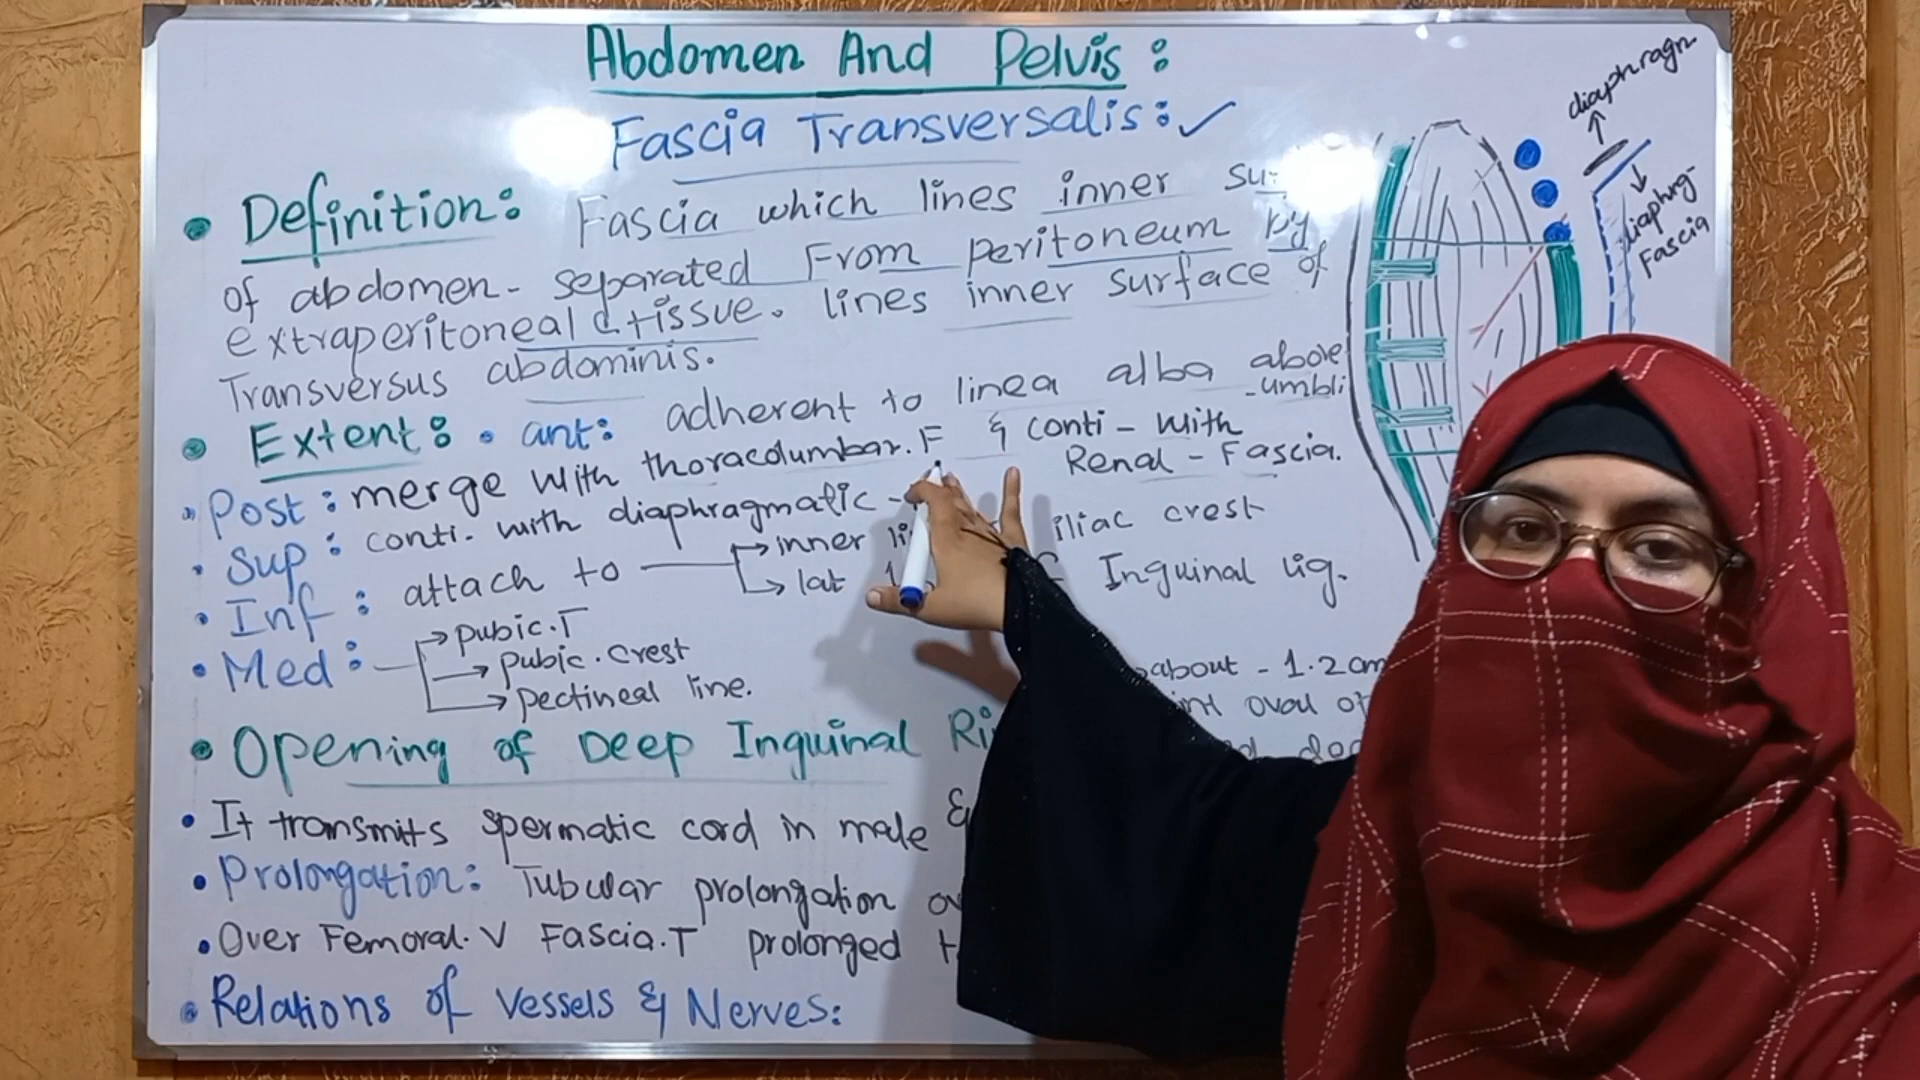 Abdomen And Pelvis:
Fascia Transversalis:✓
• Definition: Fascia which lines inner
of abdomen - separated From peritoneum by
extraperitoneal c tissue. lines inner surface of
Transversus abdominis.
• Extent: • ant: adherent to linea alba above
-umbli
• Post: merge with thoracolumbar.F & conti - with
Renal - Fascia.
• Sup: conti. with diaphragmatic -
• Inf: attach to → inner iliac crest
→ lat Inguinal Lig.
• Med: → pubic.T
→ pubic.crest
→ pectineal line.
about - 1.2cm
oval
• Opening of Deep Inguinal
• It transmits spermatic cord in male &
• Prolongation: Tubular prolongation
• Over Femoral.V Fascia.T prolonged
• Relations of Vessels & Nerves:
diaphragm
diaphrg-
Fascia